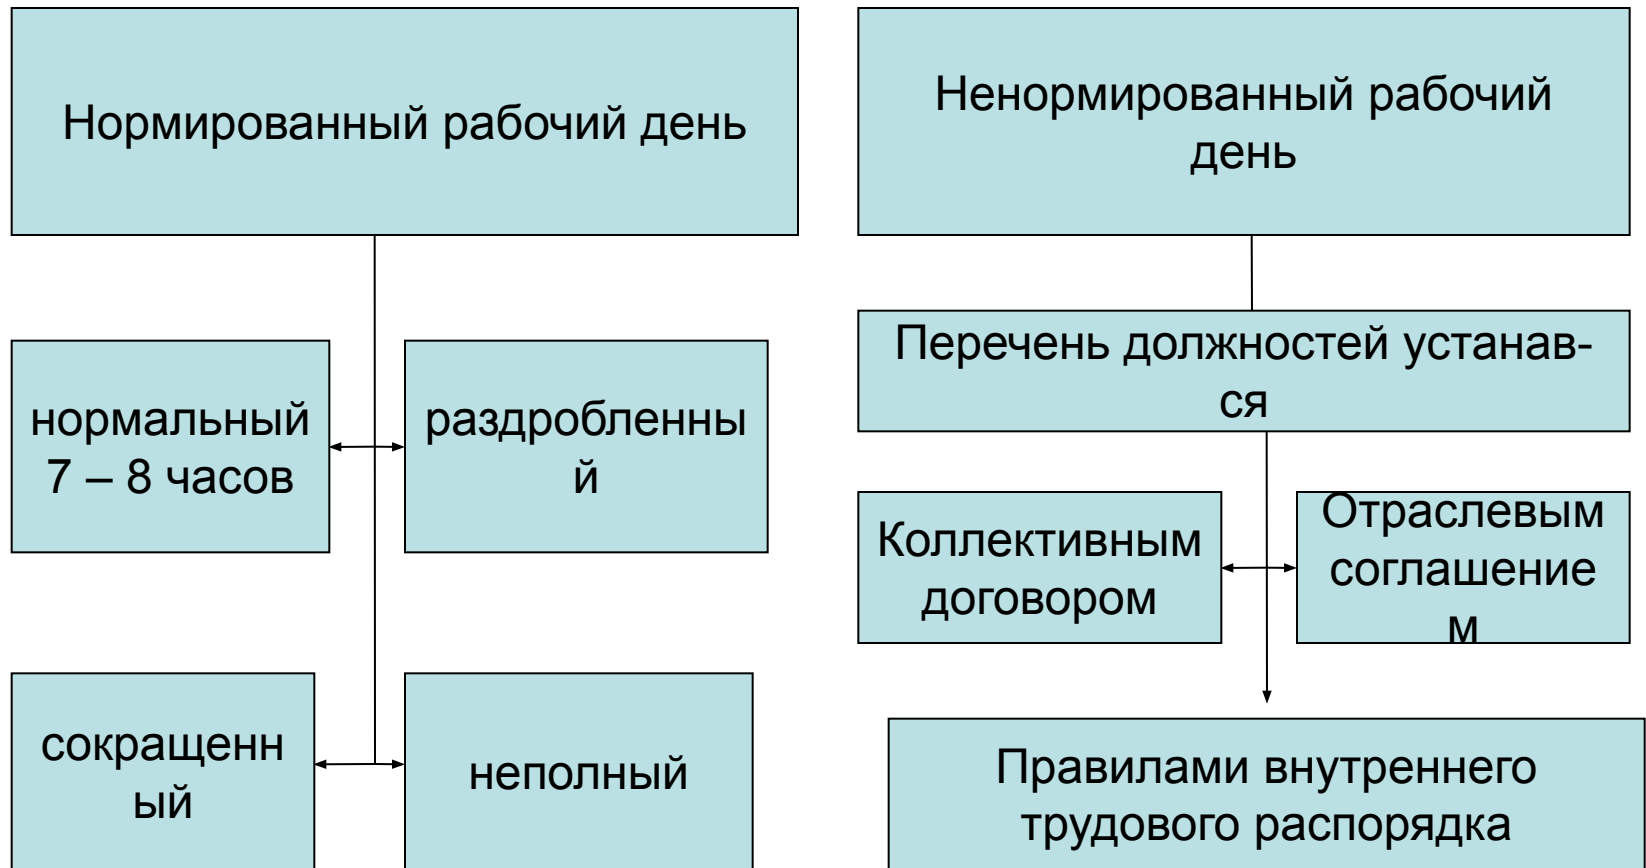 Нормированный рабочий день
Ненормированный рабочий
день
Перечень должностей устанав-
ся
нормальный
7 – 8 часов
раздробленны
й
Коллективным
договором
Отраслевым
соглашение
м
сокращенн
ый
неполный
Правилами внутреннего
трудового распорядка